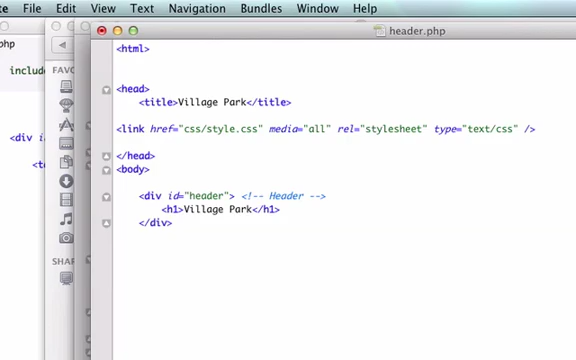 File Edit View Text Navigation Bundles Window Help
header.php
<html>
<head>
<title>Village Park</title>
<link href="css/style.css" media="all" rel="stylesheet" type="text/css" />
</head>
<body>
<div id="header"> <!-- Header -->
<h1>Village Park</h1>
</div>
php
include
<div i
FAVO
SHAR